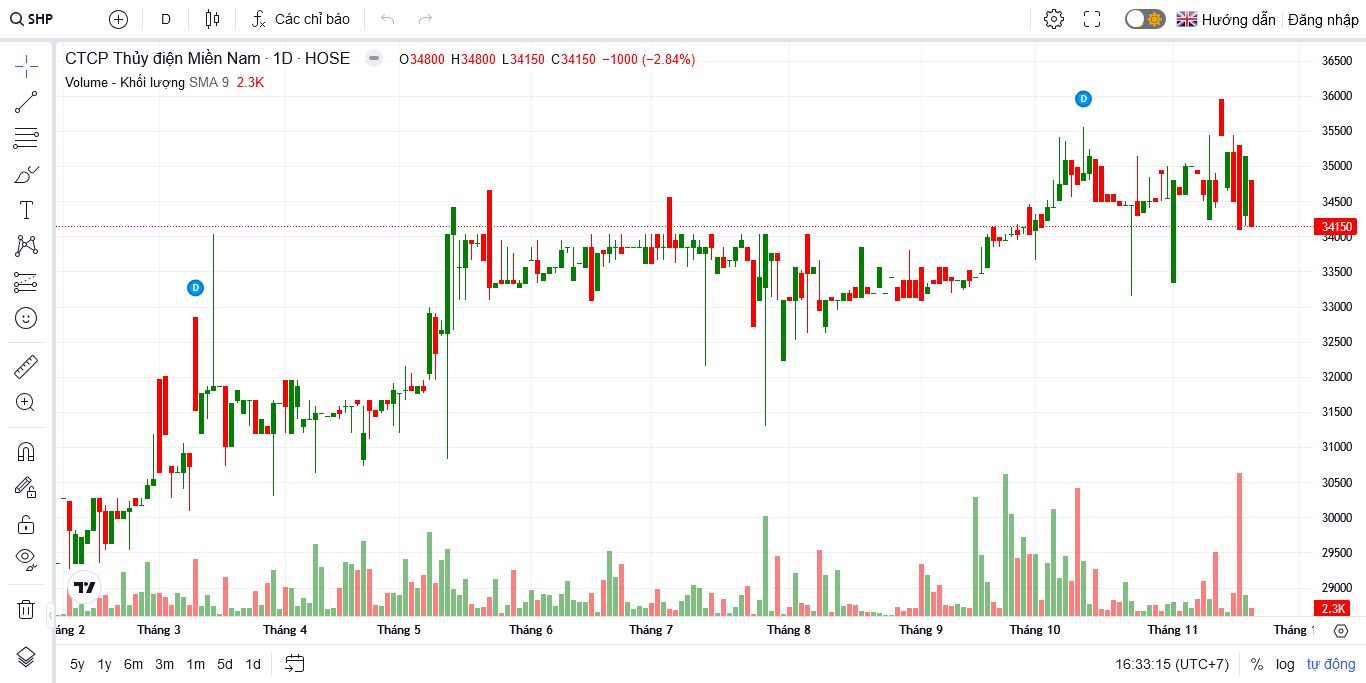 SHP D Các chỉ báo Hướng dẫn Đăng nhập
CTCP Thủy điện Miền Nam · 1D · HOSE O34800 H34800 L34150 C34150 −1000 (−2.84%)
Volume - Khối lượng SMA 9 2.3K
36500
36000
35500
35000
34500
34150
34000
33500
33000
32500
32000
31500
31000
30500
30000
29500
29000
2.3K
D
D
áng 2 Tháng 3 Tháng 4 Tháng 5 Tháng 6 Tháng 7 Tháng 8 Tháng 9 Tháng 10 Tháng 11 Tháng 1
5y 1y 6m 3m 1m 5d 1d 16:33:15 (UTC+7) % log tự động